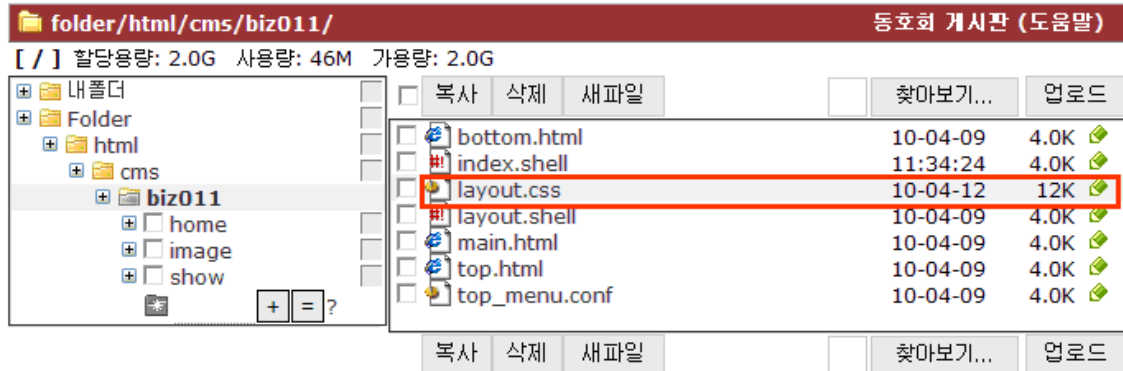 folder/html/cms/biz011/ 동호회 게시판 (도움말)
[ / ] 할당용량: 2.0G 사용량: 46M 가용량: 2.0G
내폴더
Folder
html
cms
biz011
home
image
show
+ = ?
복사 삭제 새파일 찾아보기... 업로드
bottom.html 10-04-09 4.0K
index.shell 11:34:24 4.0K
layout.css 10-04-12 12K
layout.shell 10-04-09 4.0K
main.html 10-04-09 4.0K
top.html 10-04-09 4.0K
top_menu.conf 10-04-09 4.0K
복사 삭제 새파일 찾아보기... 업로드